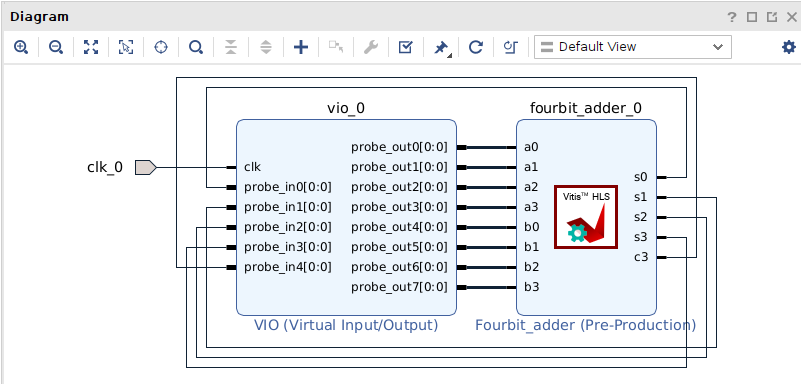 Diagram
Default View
vio_0
fourbit_adder_0
clk_0
clk
probe_in0[0:0]
probe_in1[0:0]
probe_in2[0:0]
probe_in3[0:0]
probe_in4[0:0]
probe_out0[0:0]
probe_out1[0:0]
probe_out2[0:0]
probe_out3[0:0]
probe_out4[0:0]
probe_out5[0:0]
probe_out6[0:0]
probe_out7[0:0]
VIO (Virtual Input/Output)
a0
a1
a2
a3
b0
b1
b2
b3
Vitis™ HLS
s0
s1
s2
s3
c3
Fourbit_adder (Pre-Production)